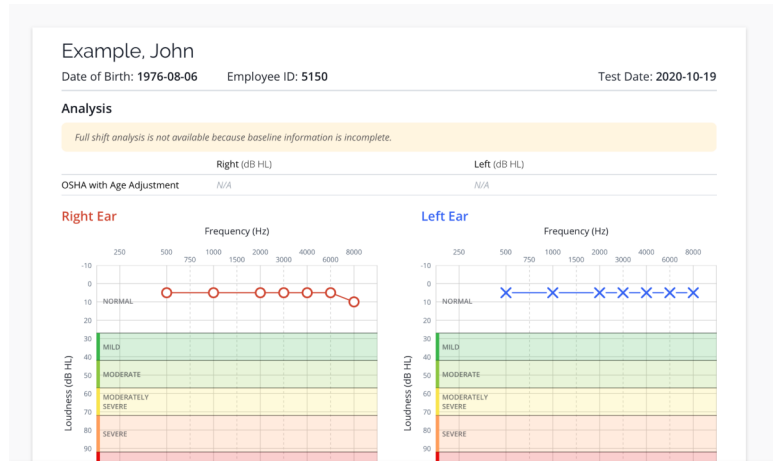 Example, John
Date of Birth: 1976-08-06 Employee ID: 5150 Test Date: 2020-10-19
Analysis
Full shift analysis is not available because baseline information is incomplete.
Right (dB HL) Left (dB HL)
OSHA with Age Adjustment N/A N/A
Right Ear
Frequency (Hz)
250 500 1000 2000 4000 8000
750 1500 3000 6000
-10
0
10
NORMAL
20
30
MILD
40
50
MODERATE
60
MODERATELY
SEVERE
70
80
SEVERE
90
Loudness (dB HL)
Left Ear
Frequency (Hz)
250 500 1000 2000 4000 8000
750 1500 3000 6000
-10
0
10
NORMAL
20
30
MILD
40
50
MODERATE
60
MODERATELY
SEVERE
70
80
SEVERE
90
Loudness (dB HL)